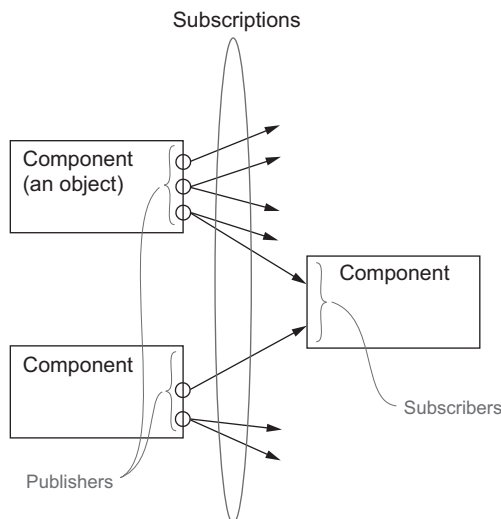 Subscriptions
Component
(an object)
Component
Component
Subscribers
Publishers